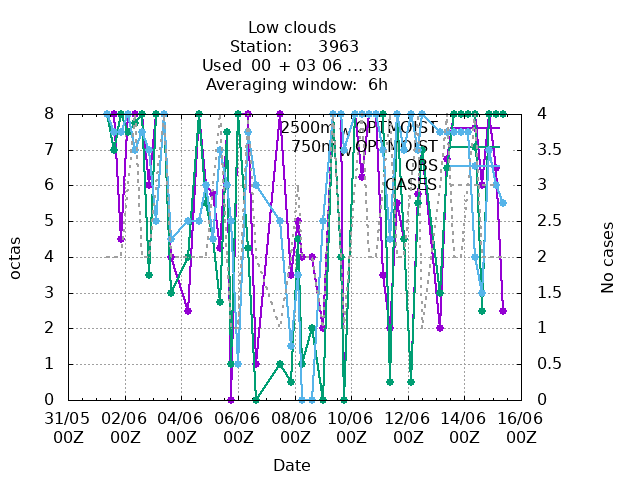 Low clouds
Station: 3963
Used 00 + 03 06 ... 33
Averaging window: 6h
8 4
7 3.5
6 3
5 2.5
4 2
3 1.5
2 1
1 0.5
0 0
octas
No cases
2500m_OPTMOIST
750m_OPTMOIST
OBS
CASES
31/05 02/06 04/06 06/06 08/06 10/06 12/06 14/06 16/06
00Z 00Z 00Z 00Z 00Z 00Z 00Z 00Z 00Z
Date